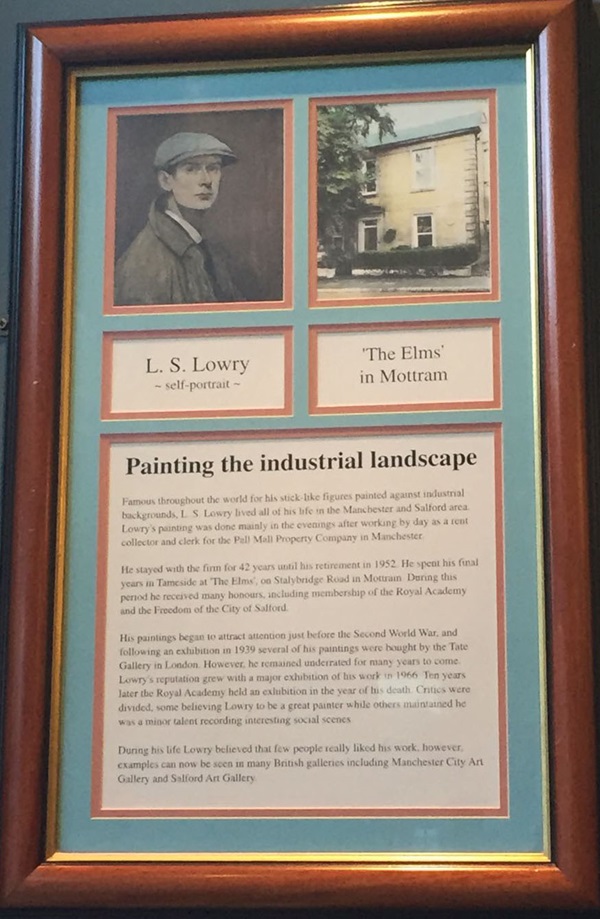 L. S. Lowry
~ self-portrait ~
'The Elms'
in Mottram
Painting the industrial landscape
Famous throughout the world for his stick-like figures painted against industrial
backgrounds, L. S. Lowry lived all of his life in the Manchester and Salford area.
Lowry's painting was done mainly in the evenings after working by day as a rent
collector and clerk for the Pall Mall Property Company in Manchester.
He stayed with the firm for 42 years until his retirement in 1952. He spent his final
years in Tameside at 'The Elms', on Stalybridge Road in Mottram. During this
period he received many honours, including membership of the Royal Academy
and the Freedom of the City of Salford.
His paintings began to attract attention just before the Second World War, and
following an exhibition in 1939 several of his paintings were bought by the Tate
Gallery in London. However, he remained underrated for many years to come.
Lowry's reputation grew with a major exhibition of his work in 1966. Ten years
later the Royal Academy held an exhibition in the year of his death. Critics were
divided, some believing Lowry to be a great painter while others maintained he
was a minor talent recording interesting social scenes.
During his life Lowry believed that few people really liked his work, however,
examples can now be seen in many British galleries including Manchester City Art
Gallery and Salford Art Gallery.